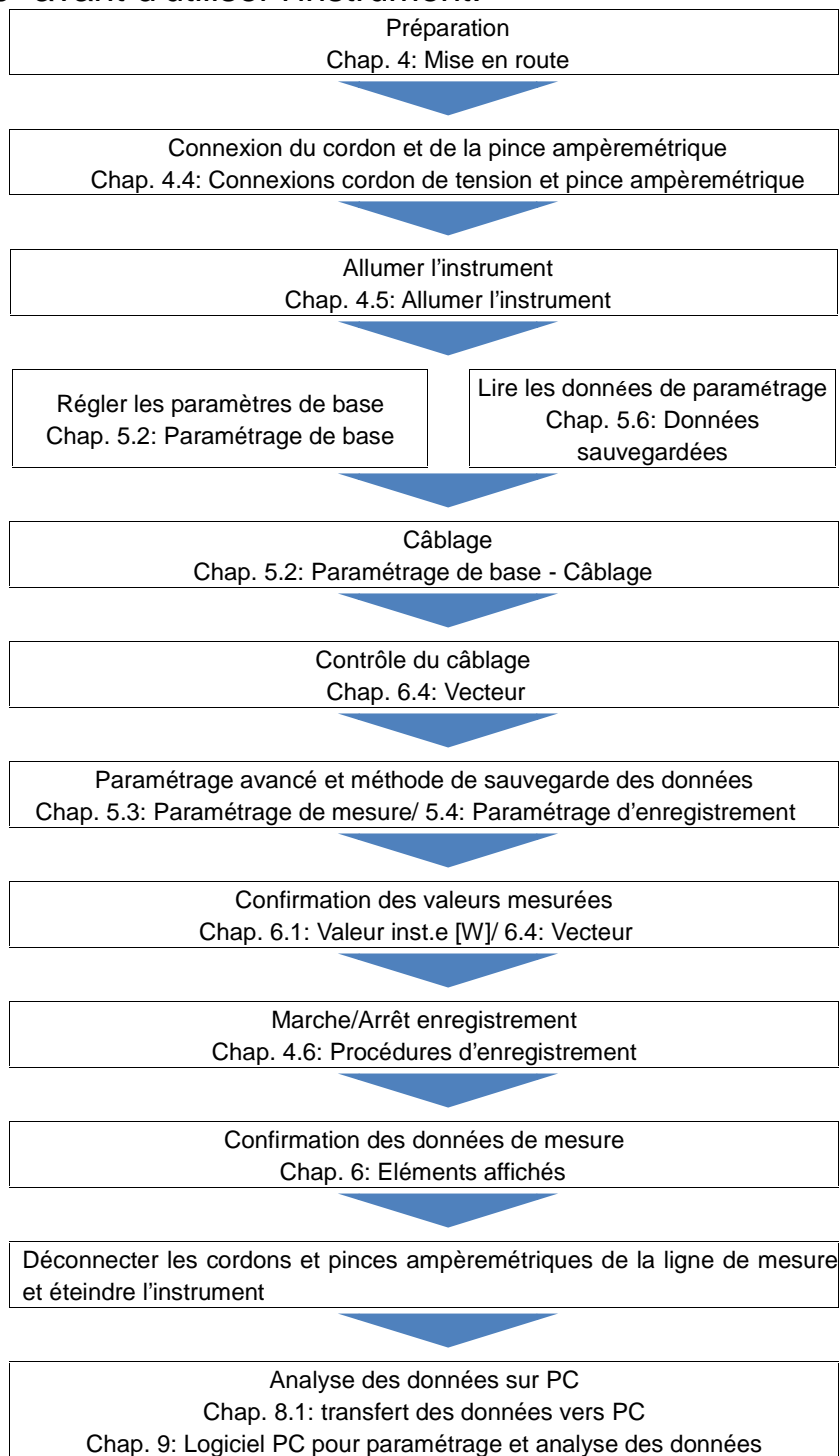 avant d'utiliser l'instrument.
Préparation
Chap. 4: Mise en route
Connexion du cordon et de la pince ampèremétrique
Chap. 4.4: Connexions cordon de tension et pince ampèremétrique
Allumer l’instrument
Chap. 4.5: Allumer l’instrument
Régler les paramètres de base
Chap. 5.2: Paramétrage de base
Lire les données de paramétrage
Chap. 5.6: Données
sauvegardées
Câblage
Chap. 5.2: Paramétrage de base - Câblage
Contrôle du câblage
Chap. 6.4: Vecteur
Paramétrage avancé et méthode de sauvegarde des données
Chap. 5.3: Paramétrage de mesure/ 5.4: Paramétrage d’enregistrement
Confirmation des valeurs mesurées
Chap. 6.1: Valeur inst.e [W]/ 6.4: Vecteur
Marche/Arrêt enregistrement
Chap. 4.6: Procédures d’enregistrement
Confirmation des données de mesure
Chap. 6: Eléments affichés
Déconnecter les cordons et pinces ampèremétriques de la ligne de mesure
et éteindre l’instrument
Analyse des données sur PC
Chap. 8.1: transfert des données vers PC
Chap. 9: Logiciel PC pour paramétrage et analyse des données